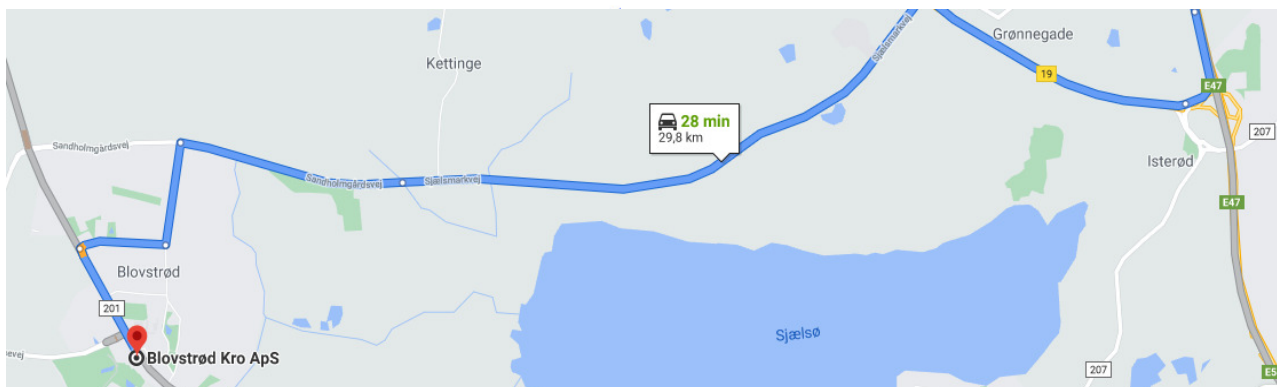 Grønnegade
Sjælsmarkvej
Kettinge
19
E47
28 min
29,8 km
207
Sandholmgårdsvej
Isterød
Sandholmgårdsvej
Sjælsmarkvej
E47
Blovstrød
201
Sjælsø
Blovstrød Kro ApS
207